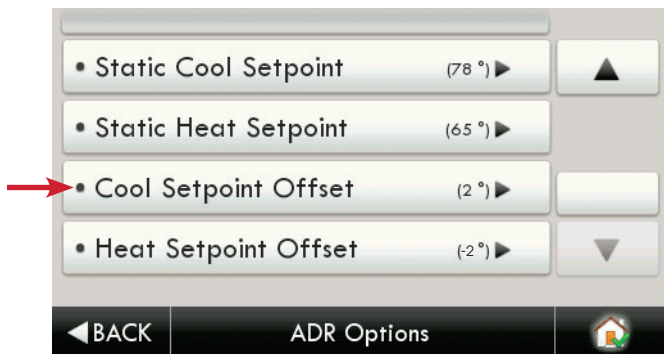 • Static Cool Setpoint (78 °) ▶
• Static Heat Setpoint (65 °) ▶
• Cool Setpoint Offset (2 °) ▶
• Heat Setpoint Offset (-2 °) ▶
◀ BACK ADR Options